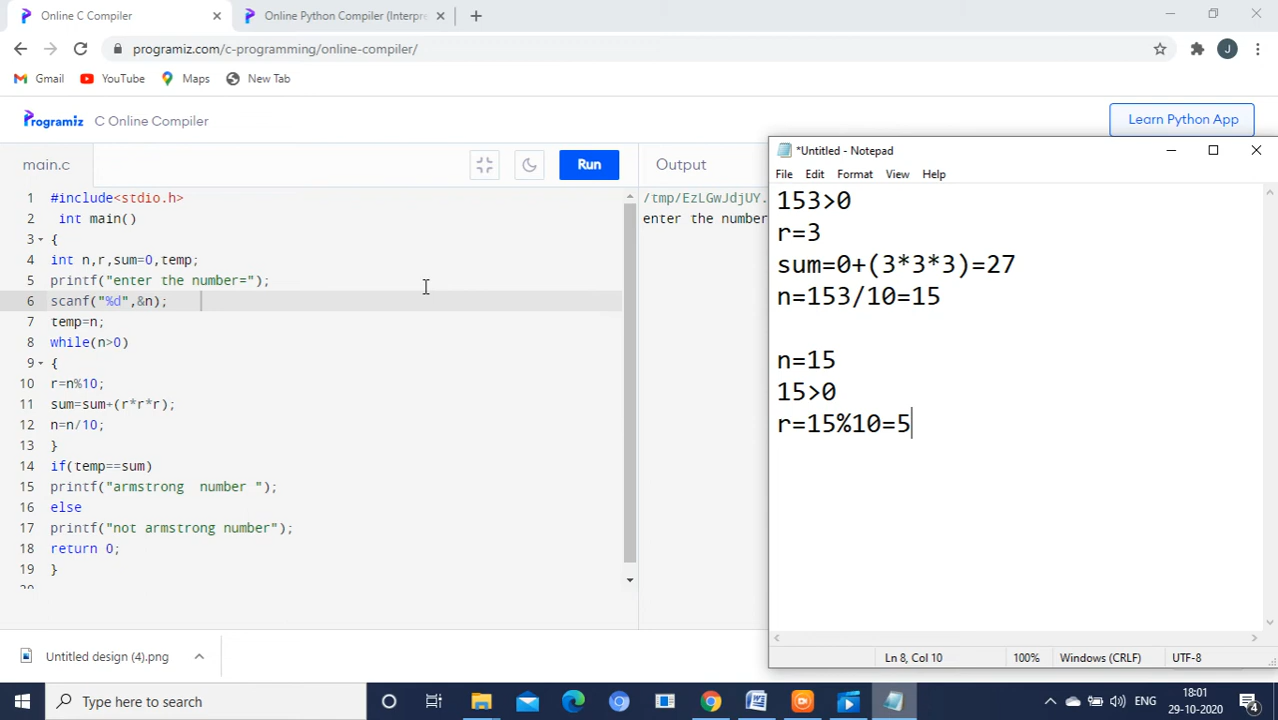 Online C Compiler
Online Python Compiler (Interpre
programiz.com/c-programming/online-compiler/
J
Gmail
YouTube
Maps
New Tab
Programiz
C Online Compiler
Learn Python App
main.c
Run
Output
1 #include<stdio.h>
2 int main()
3 {
4 int n,r,sum=0,temp;
5 printf("enter the number=");
6 scanf("%d",&n);
7 temp=n;
8 while(n>0)
9 {
10 r=n%10;
11 sum=sum+(r*r*r);
12 n=n/10;
13 }
14 if(temp==sum)
15 printf("armstrong  number ");
16 else
17 printf("not armstrong number");
18 return 0;
19 }
20
/tmp/EzLGwJdjUY.
enter the number
*Untitled - Notepad
File Edit Format View Help
153>0
r=3
sum=0+(3*3*3)=27
n=153/10=15
n=15
15>0
r=15%10=5
Ln 8, Col 10
100%
Windows (CRLF)
UTF-8
Untitled design (4).png
Type here to search
ENG
18:01
29-10-2020
4